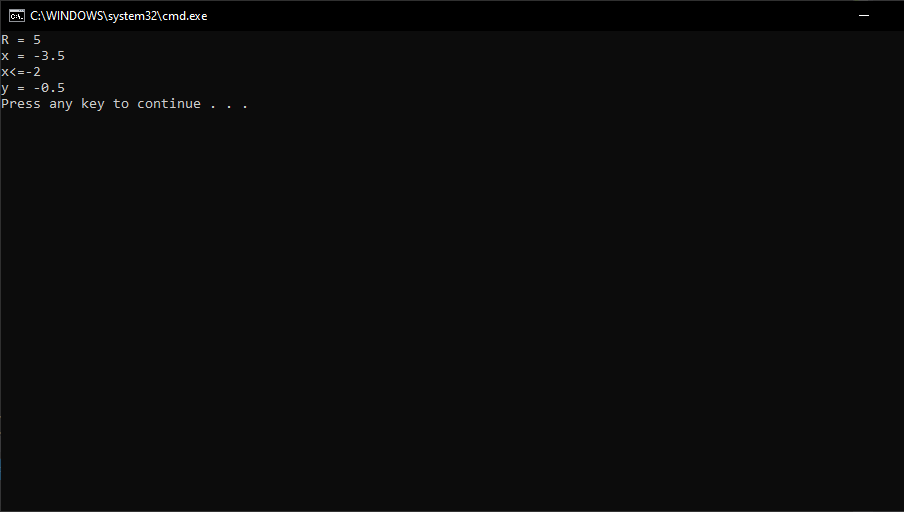 C:\WINDOWS\system32\cmd.exe
R = 5
x = -3.5
x<=-2
y = -0.5
Press any key to continue . . .